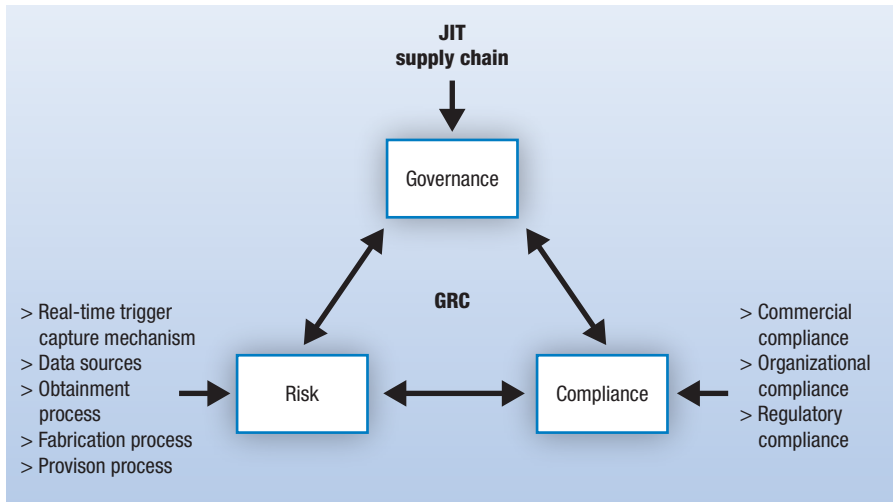 JIT
supply chain
Governance
GRC
> Real-time trigger
capture mechanism
> Data sources
> Obtainment
process
> Fabrication process
> Provison process
Risk
Compliance
> Commercial
compliance
> Organizational
compliance
> Regulatory
compliance